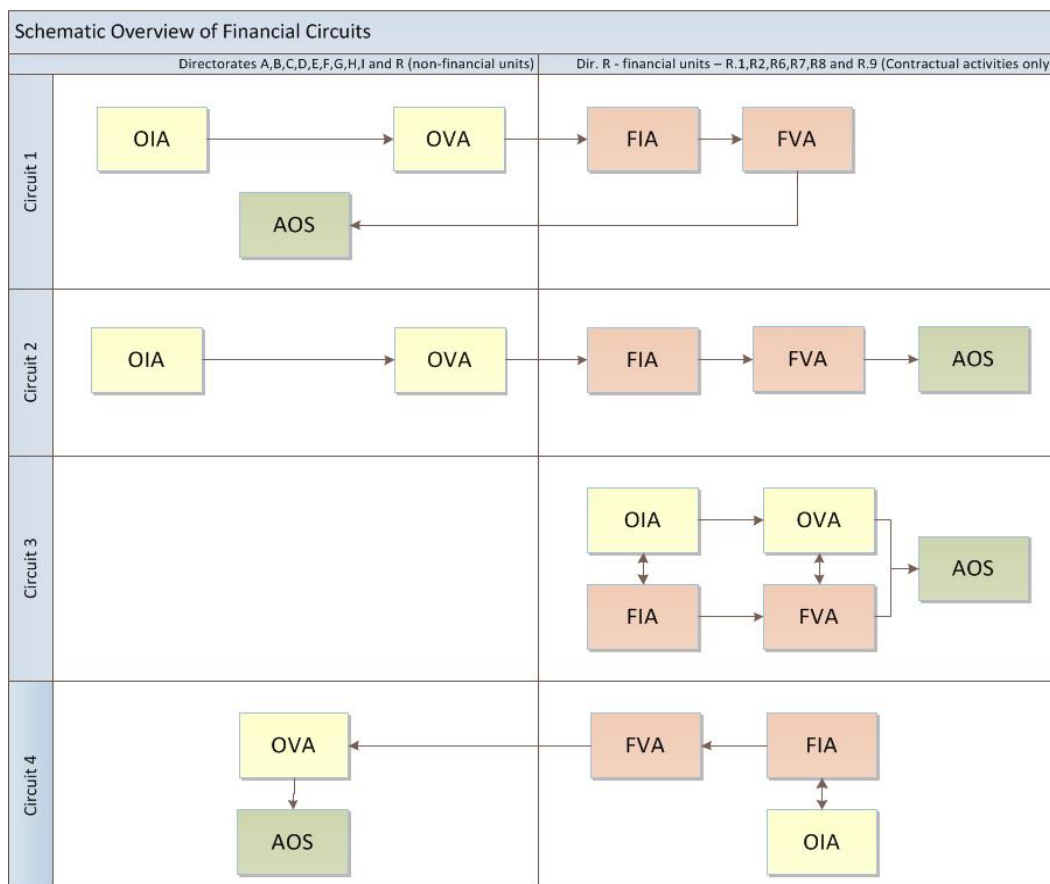 Schematic Overview of Financial Circuits
Directorates A,B,C,D,E,F,G,H,I and R (non-financial units)
Dir. R - financial units – R.1,R2,R6,R7,R8 and R.9 (Contractual activities only
Circuit 1
OIA
OVA
FIA
FVA
AOS
Circuit 2
OIA
OVA
FIA
FVA
AOS
Circuit 3
OIA
OVA
AOS
FIA
FVA
Circuit 4
OVA
FVA
FIA
AOS
OIA